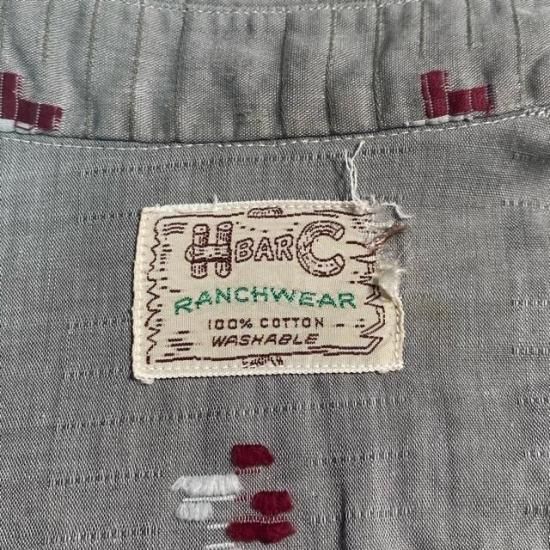 H BAR C
RANCHWEAR
100% COTTON
WASHABLE